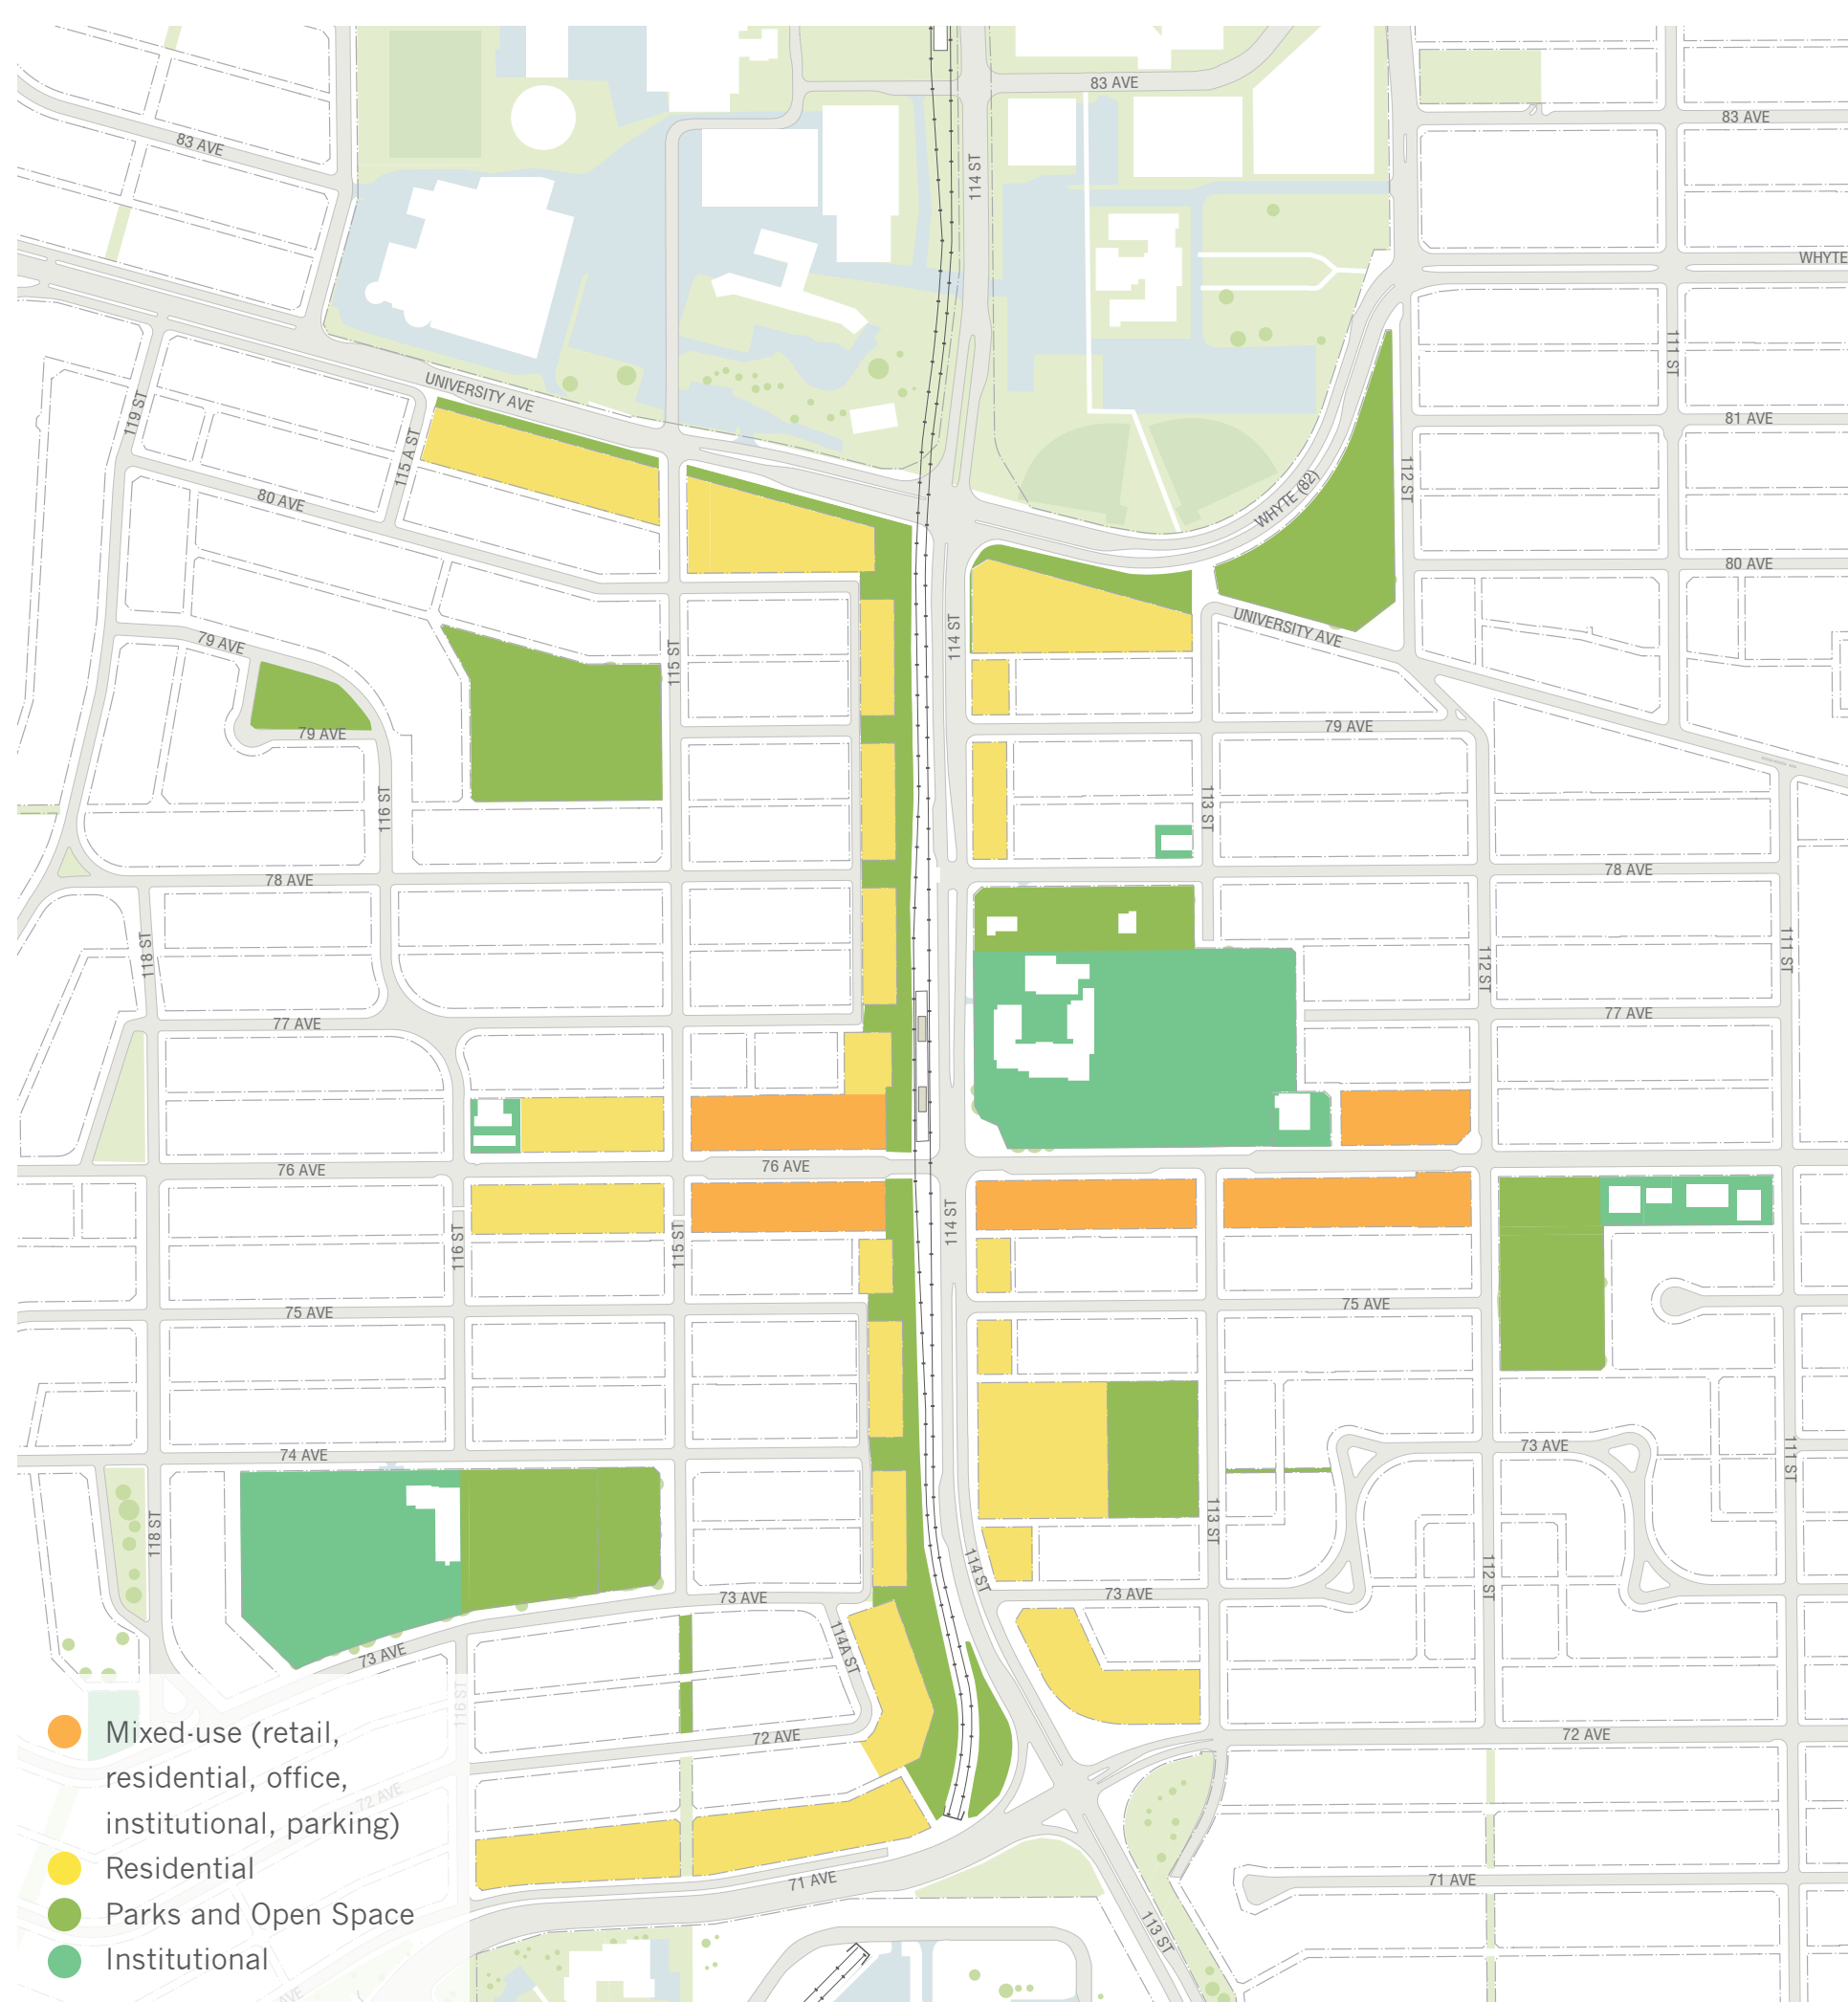 83 AVE
83 AVE
83 AVE
114 ST
WHYTE
119 ST
UNIVERSITY AVE
115 A ST
80 AVE
111 ST
81 AVE
112 ST
WHYTE (82)
80 AVE
79 AVE
115 ST
114 ST
UNIVERSITY AVE
79 AVE
79 AVE
116 ST
113 ST
78 AVE
78 AVE
118 ST
112 ST
111 ST
77 AVE
77 AVE
76 AVE
76 AVE
116 ST
115 ST
114 ST
75 AVE
75 AVE
74 AVE
73 AVE
111 ST
118 ST
113 ST
114 ST
112 ST
73 AVE
73 AVE
73 AVE
114A ST
116 ST
72 AVE
72 AVE
72 AVE
71 AVE
71 AVE
113 ST
AVE
Mixed-use (retail,
residential, office,
institutional, parking)
Residential
Parks and Open Space
Institutional